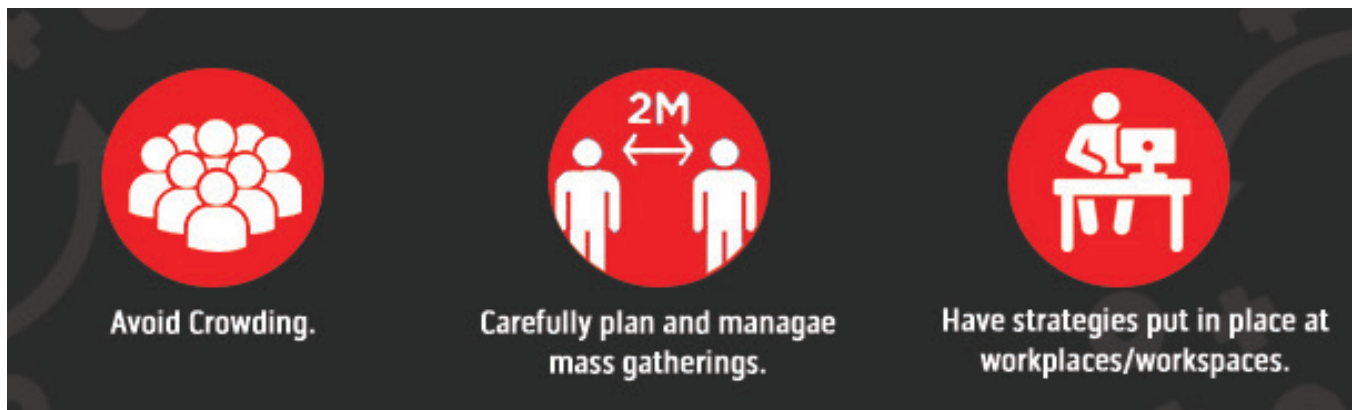 Avoid Crowding.
2M
Carefully plan and managae
mass gatherings.
Have strategies put in place at
workplaces/workspaces.